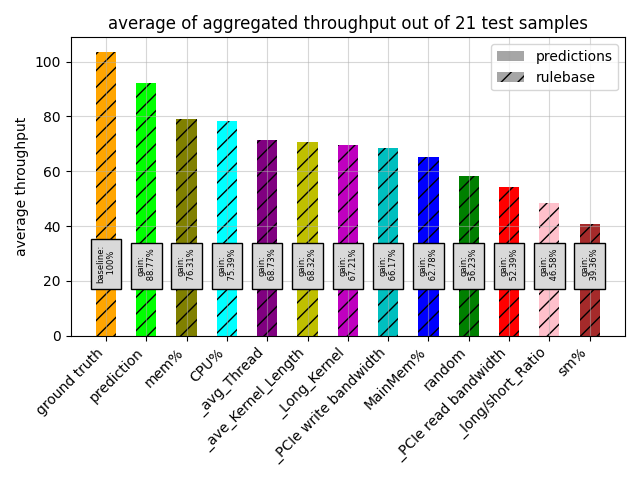 average of aggregated throughput out of 21 test samples
predictions
rulebase
average throughput
100
80
60
40
20
0
baseline:
100%
gain:
88.77%
gain:
76.31%
gain:
75.59%
gain:
68.73%
gain:
68.32%
gain:
67.21%
gain:
66.17%
gain:
62.78%
gain:
56.23%
gain:
52.39%
gain:
46.58%
gain:
39.36%
ground truth
prediction
mem%
CPU%
_avg_Thread
_ave_Kernel_Length
_Long_Kernel
_PCIe write bandwidth
MainMem%
random
_PCIe read bandwidth
_long/short_Ratio
sm%